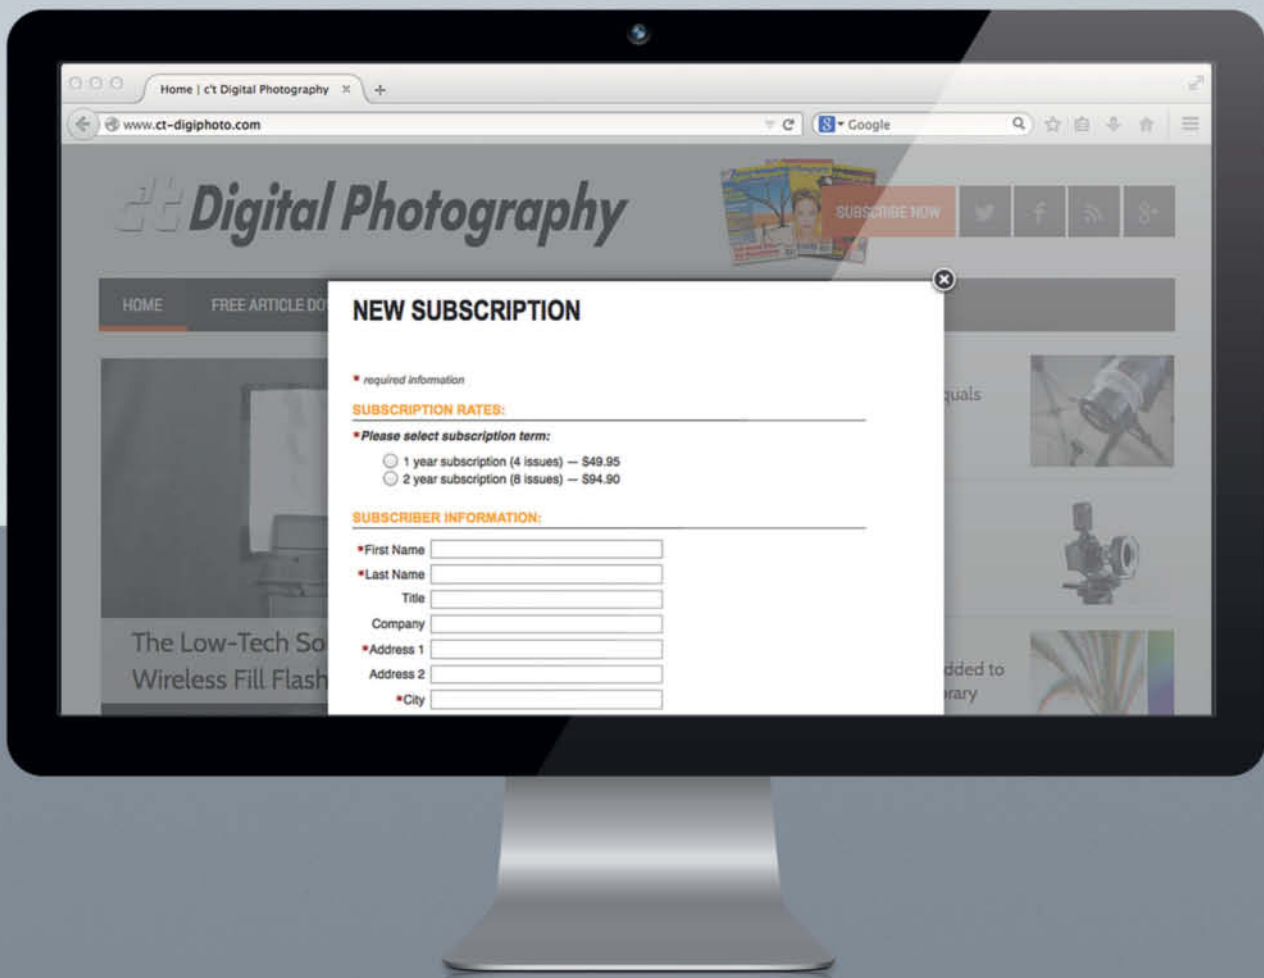 Home | c't Digital Photography
www.ct-digiphoto.com
Google
c't Digital Photography
SUBSCRIBE NOW
HOME
FREE ARTICLE DO
NEW SUBSCRIPTION
* required information
SUBSCRIPTION RATES:
*Please select subscription term:
1 year subscription (4 issues) — $49.95
2 year subscription (8 issues) — $94.90
SUBSCRIBER INFORMATION:
*First Name
*Last Name
Title
Company
*Address 1
Address 2
*City
The Low-Tech So
Wireless Fill Flash
quals
dded to
brary